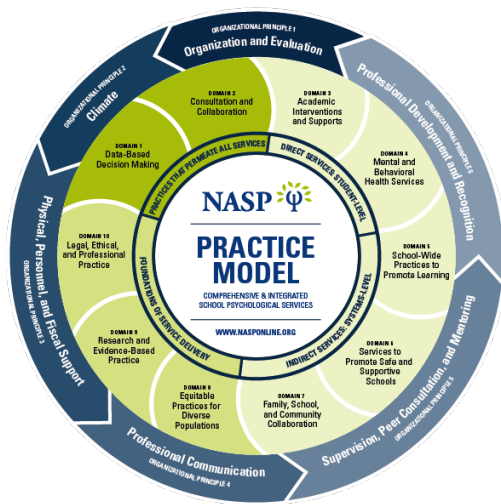 ORGANIZATIONAL PRINCIPLE 1
Organization and Evaluation
ORGANIZATIONAL PRINCIPLE 2
Climate
ORGANIZATIONAL PRINCIPLE 6
Professional Development and Recognition
Physical, Personnel, and Fiscal Support
ORGANIZATIONAL PRINCIPLE 3
Supervision, Peer Consultation, and Mentoring
ORGANIZATIONAL PRINCIPLE 5
Professional Communication
ORGANIZATIONAL PRINCIPLE 4
DOMAIN 1
Data-Based
Decision Making
DOMAIN 2
Consultation and
Collaboration
DOMAIN 3
Academic
Interventions
and Supports
DOMAIN 4
Mental and
Behavioral
Health Services
DOMAIN 5
School-Wide
Practices to
Promote Learning
DOMAIN 6
Services to
Promote Safe and
Supportive
Schools
DOMAIN 7
Family, School,
and Community
Collaboration
DOMAIN 8
Equitable
Practices for
Diverse
Populations
DOMAIN 9
Research and
Evidence-Based
Practice
DOMAIN 10
Legal, Ethical,
and Professional
Practice
PRACTICES THAT PERMEATE ALL SERVICES
DIRECT SERVICES: STUDENT-LEVEL
INDIRECT SERVICES: SYSTEMS-LEVEL
FOUNDATIONS OF SERVICE DELIVERY
NASP
PRACTICE
MODEL
COMPREHENSIVE & INTEGRATED
SCHOOL PSYCHOLOGICAL SERVICES
WWW.NASPONLINE.ORG